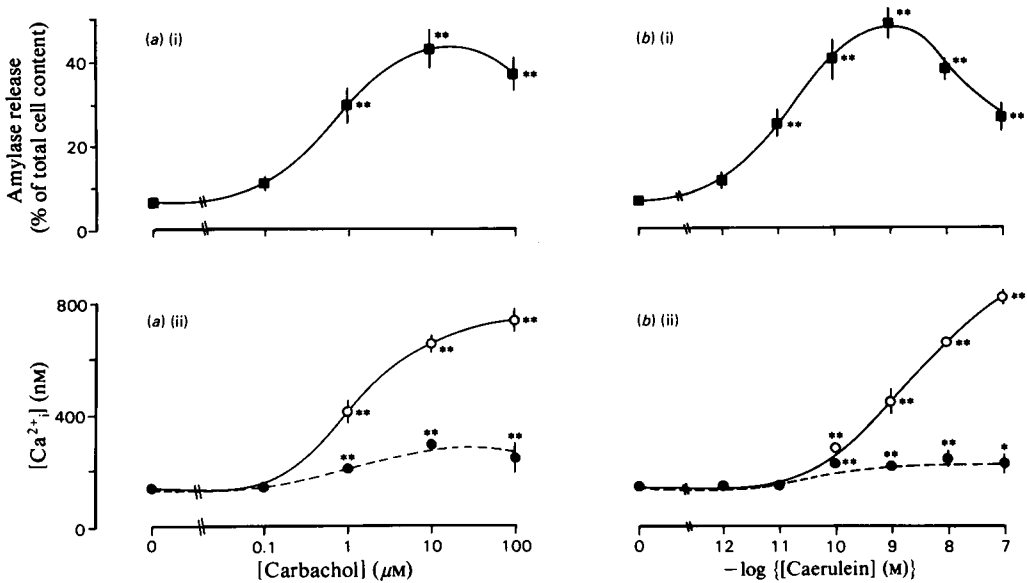 (a) (i)
(b) (i)
Amylase release
(% of total cell content)
40
20
0
**
**
**
**
**
**
**
**
(a) (ii)
(b) (ii)
[Ca²⁺ᵢ] (nM)
800
400
0
**
**
**
**
**
**
**
**
**
**
**
**
**
*
0 0.1 1 10 100
[Carbachol] (μM)
0 12 11 10 9 8 7
− log {[Caerulein] (M)}